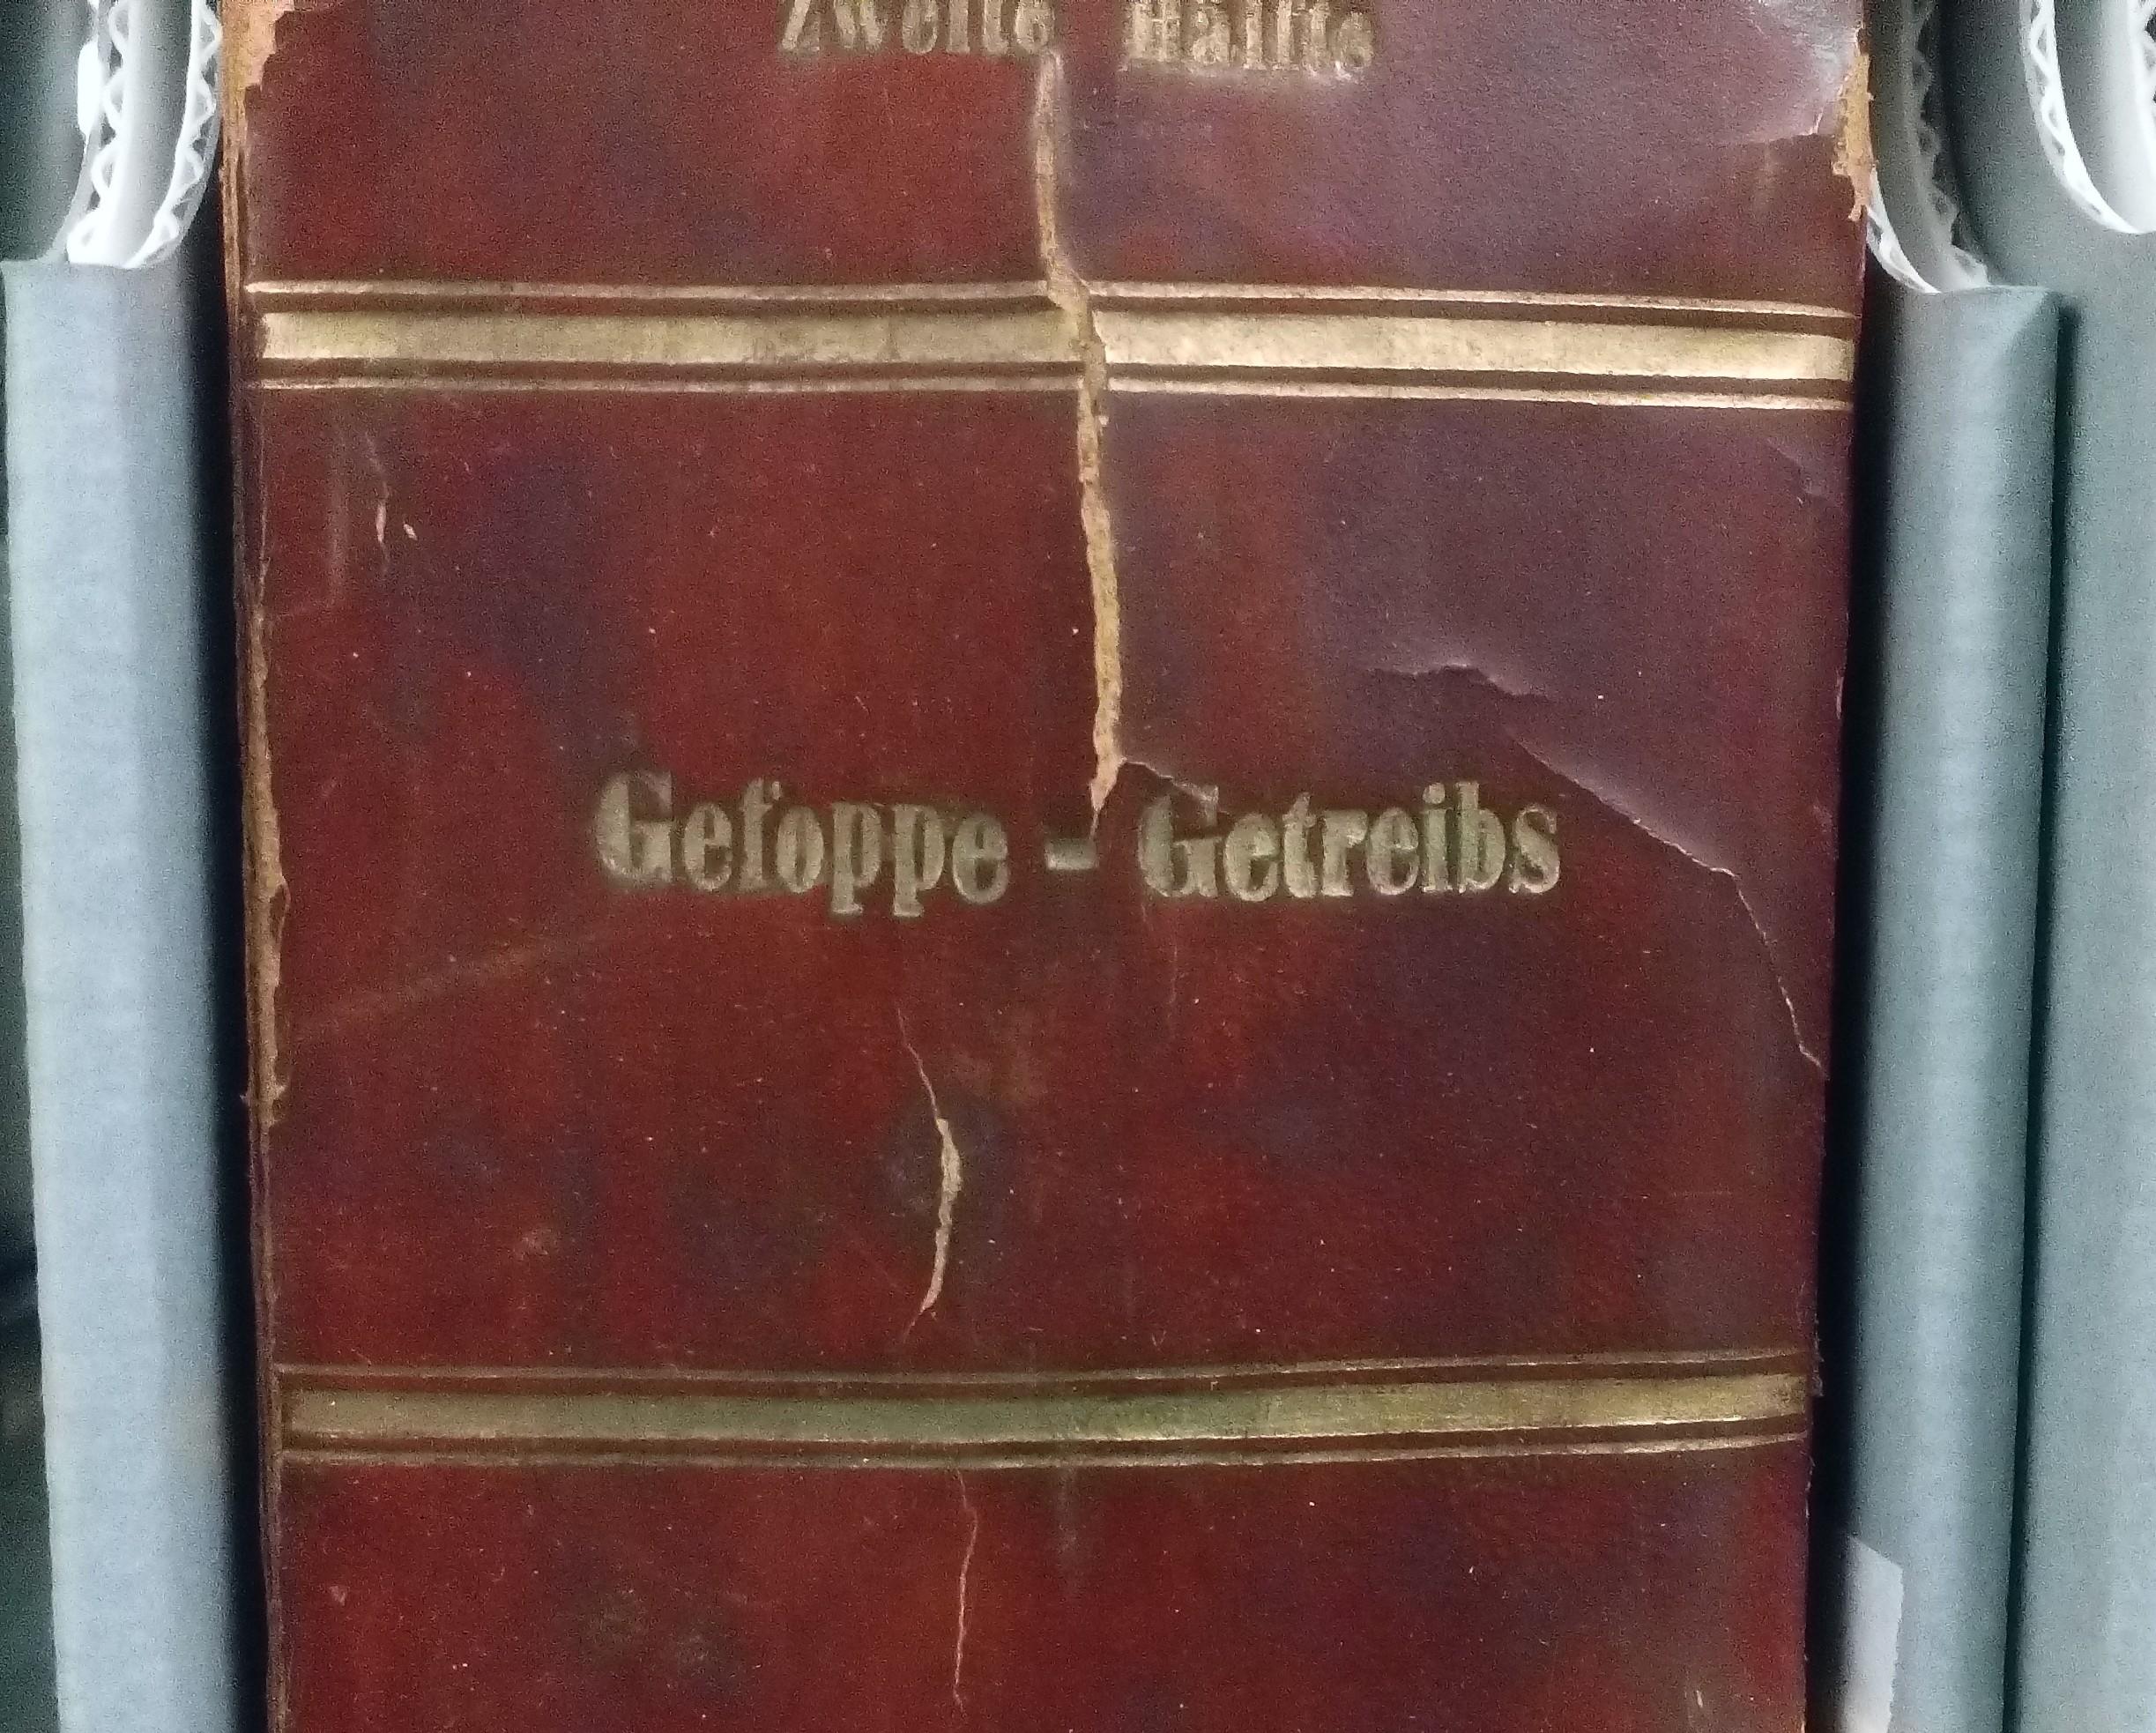 Zweite Hälfte
Gefoppe - Getreibs